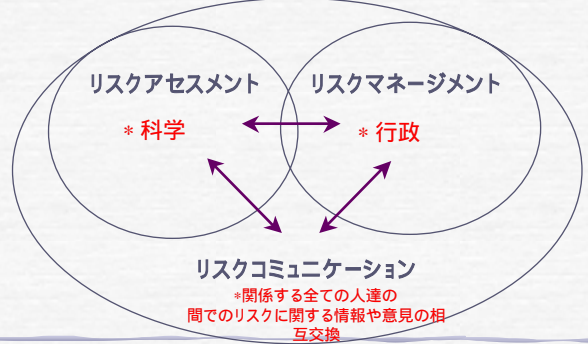 リスクアセスメント
リスクマネージメント
* 科学
* 行政
リスクコミュニケーション
*関係する全ての人達の
間でのリスクに関する情報や意見の相
互交換